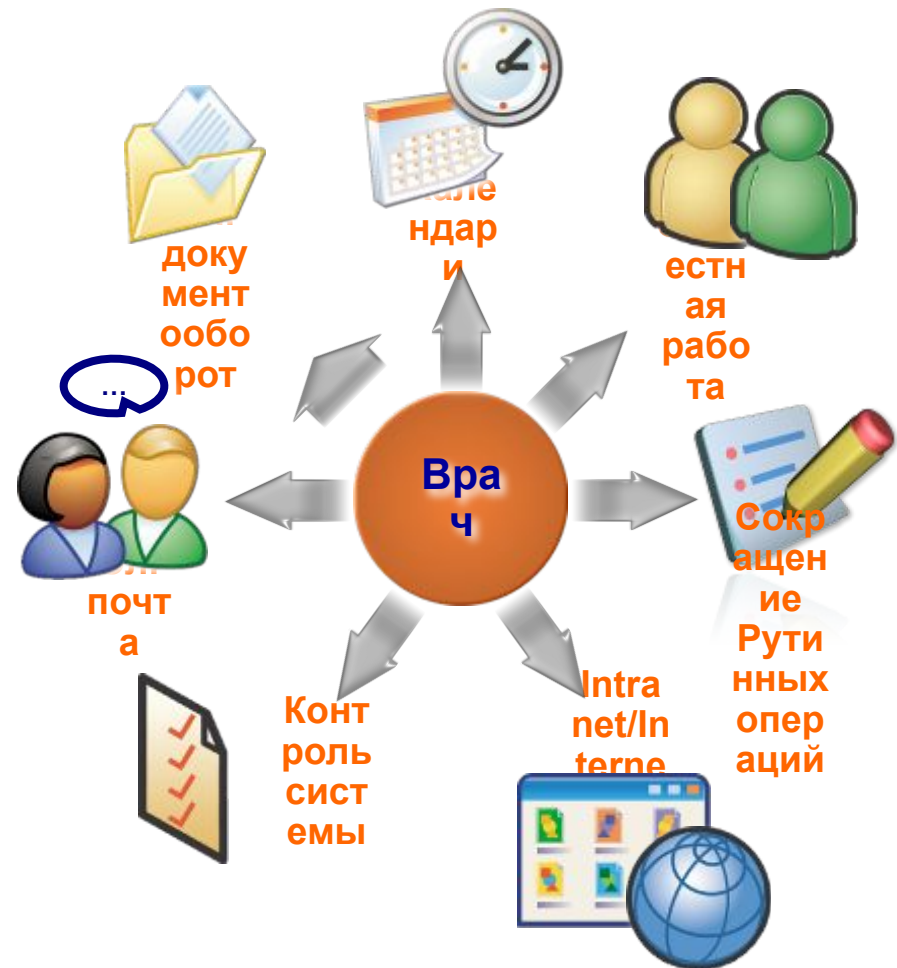 ндар
и
доку
мент
ообо
рот
естн
ая
рабо
та
...
Вра
ч
Сокр
ащен
ие
Рути
нных
опер
аций
почт
а
Конт
роль
сист
емы
Intra
net/In
terne